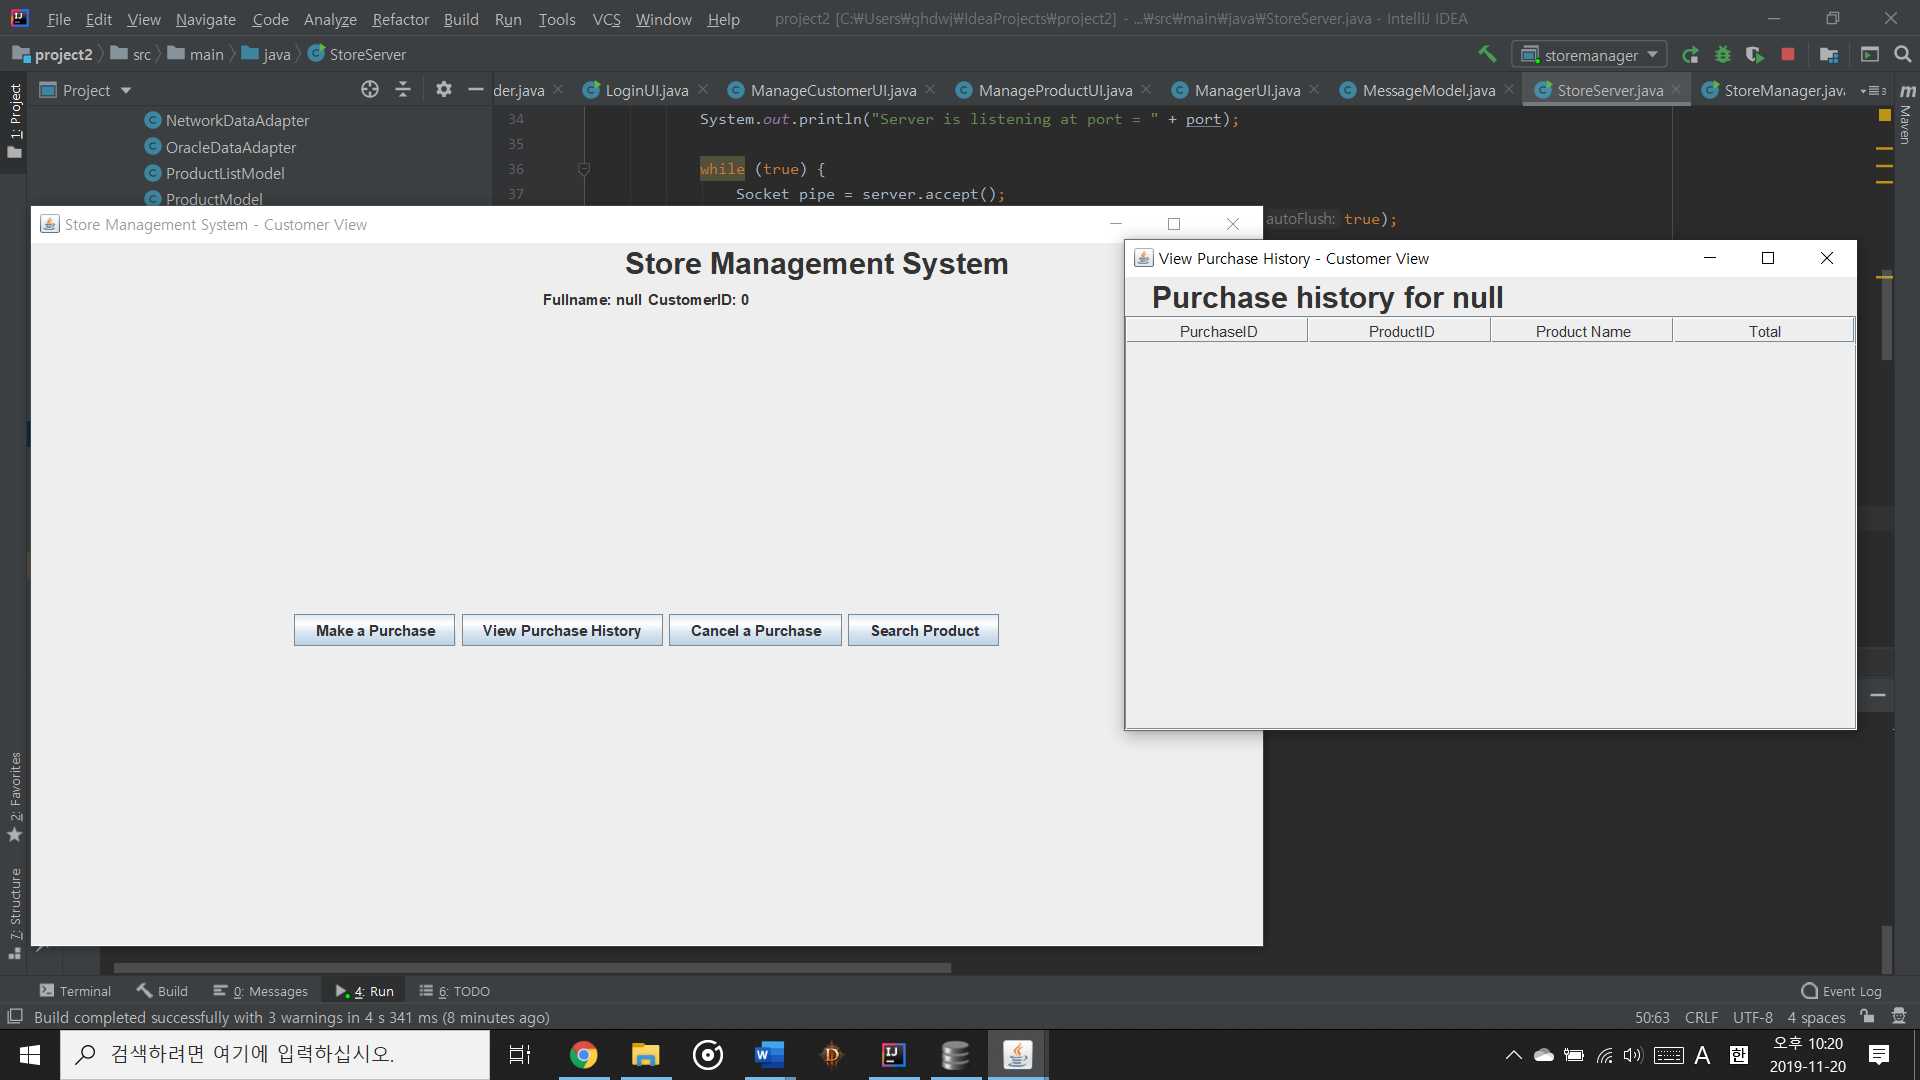 File Edit View Navigate Code Analyze Refactor Build Run Tools VCS Window Help project2 [C:\Users\ghdwj\IdeaProjects\project2] - ...\src\main\java\StoreServer.java - IntelliJ IDEA
project2 src main java StoreServer storemanager
1: Project Project der.java LoginUI.java ManageCustomerUI.java ManageProductUI.java ManagerUI.java MessageModel.java StoreServer.java StoreManager.java 3 Maven
NetworkDataAdapter 34 System.out.println("Server is listening at port = " + port);
OracleDataAdapter 35
ProductListModel 36 while (true) {
ProductModel 37 Socket pipe = server.accept();
autoFlush: true);
Store Management System - Customer View
Store Management System
Fullname: null CustomerID: 0
Make a Purchase View Purchase History Cancel a Purchase Search Product
View Purchase History - Customer View
Purchase history for null
PurchaseID ProductID Product Name Total
2: Favorites
7: Structure
Terminal Build 0: Messages 4: Run 6: TODO Event Log
Build completed successfully with 3 warnings in 4 s 341 ms (8 minutes ago) 50:63 CRLF UTF-8 4 spaces
검색하려면 여기에 입력하십시오. A 한 오후 10:20
2019-11-20